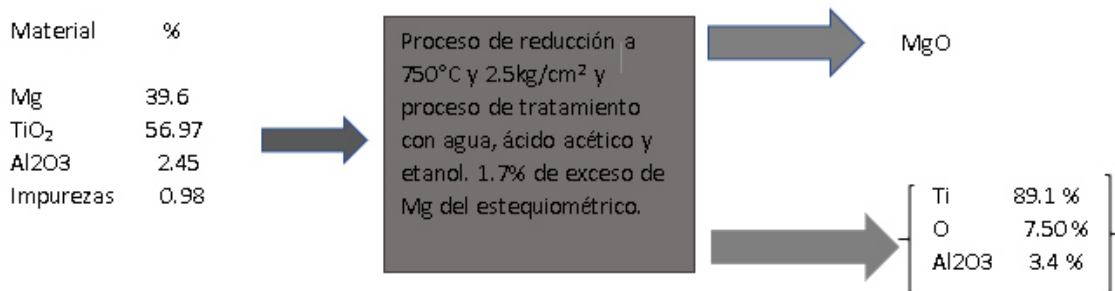 Material %
Mg 39.6
TiO₂ 56.97
Al2O3 2.45
Impurezas 0.98
Proceso de reducción a
750°C y 2.5kg/cm² y
proceso de tratamiento
con agua, ácido acético y
etanol. 1.7% de exceso de
Mg del estequiométrico.
MgO
Ti 89.1 %
O 7.50 %
Al2O3 3.4 %